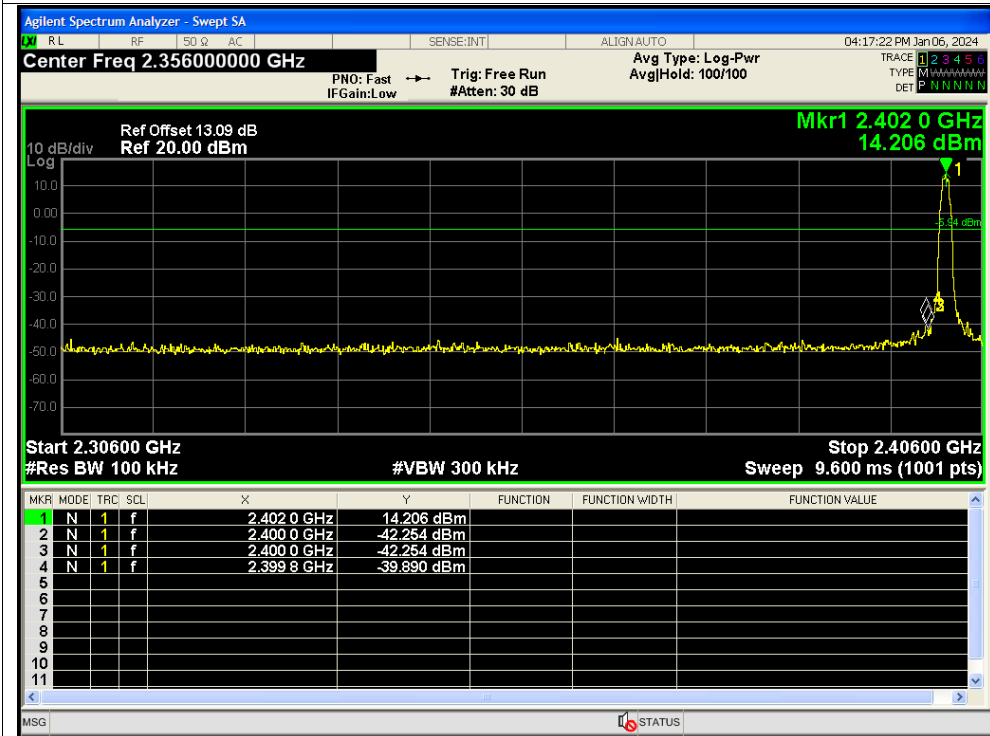 Agilent Spectrum Analyzer - Swept SA
LXI RL RF 50 Ω AC SENSE:INT ALIGN AUTO 04:17:22 PM Jan 06, 2024
Center Freq 2.356000000 GHz Avg Type: Log-Pwr TRACE 1 2 3 4 5 6
PNO: Fast Trig: Free Run Avg|Hold: 100/100 TYPE M
IFGain:Low #Atten: 30 dB DET P N N N N N
Mkr1 2.402 0 GHz
Ref Offset 13.09 dB
10 dB/div Ref 20.00 dBm 14.206 dBm
Log
1
10.0
0.00
-5.94 dBm
-10.0
-20.0
-30.0
3
-40.0
-50.0
-60.0
-70.0
Start 2.30600 GHz Stop 2.40600 GHz
#Res BW 100 kHz #VBW 300 kHz Sweep 9.600 ms (1001 pts)
MKR MODE TRC SCL X Y FUNCTION FUNCTION WIDTH FUNCTION VALUE
1 N 1 f 2.402 0 GHz 14.206 dBm
2 N 1 f 2.400 0 GHz -42.254 dBm
3 N 1 f 2.400 0 GHz -42.254 dBm
4 N 1 f 2.399 8 GHz -39.890 dBm
5
6
7
8
9
10
11
MSG STATUS